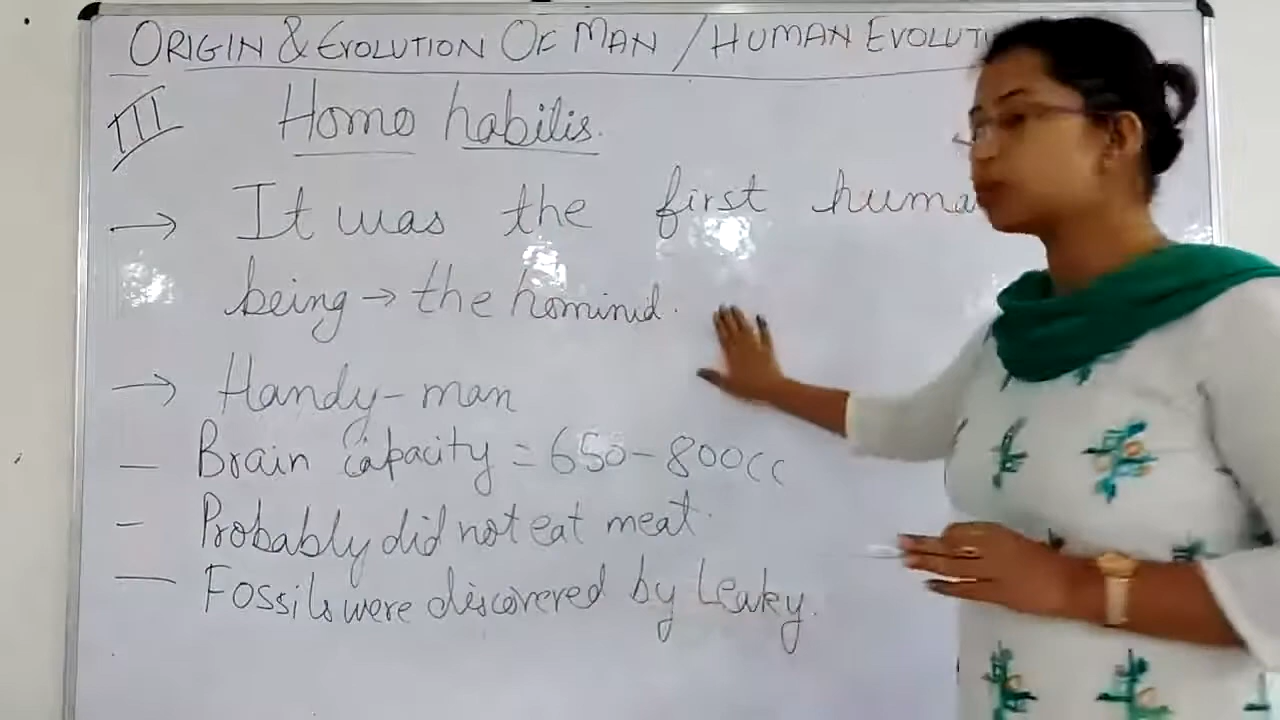 ORIGIN & EVOLUTION OF MAN / HUMAN EVOLUTI
III Homo habilis.
→ It was the first huma
being → the hominid.
→ Handy-man
— Brain capacity = 650-800cc
— Probably did not eat meat.
— Fossils were discovered by Leaky.